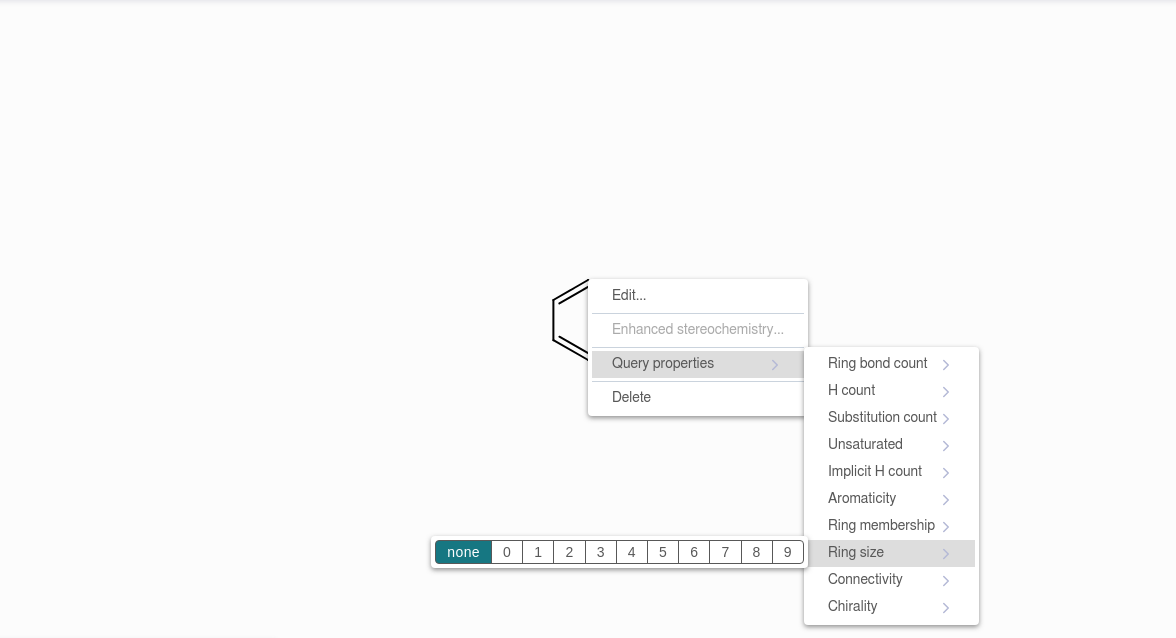 Edit...
Enhanced stereochemistry...
Query properties
Delete
Ring bond count
H count
Substitution count
Unsaturated
Implicit H count
Aromaticity
Ring membership
Ring size
Connectivity
Chirality
none 0 1 2 3 4 5 6 7 8 9